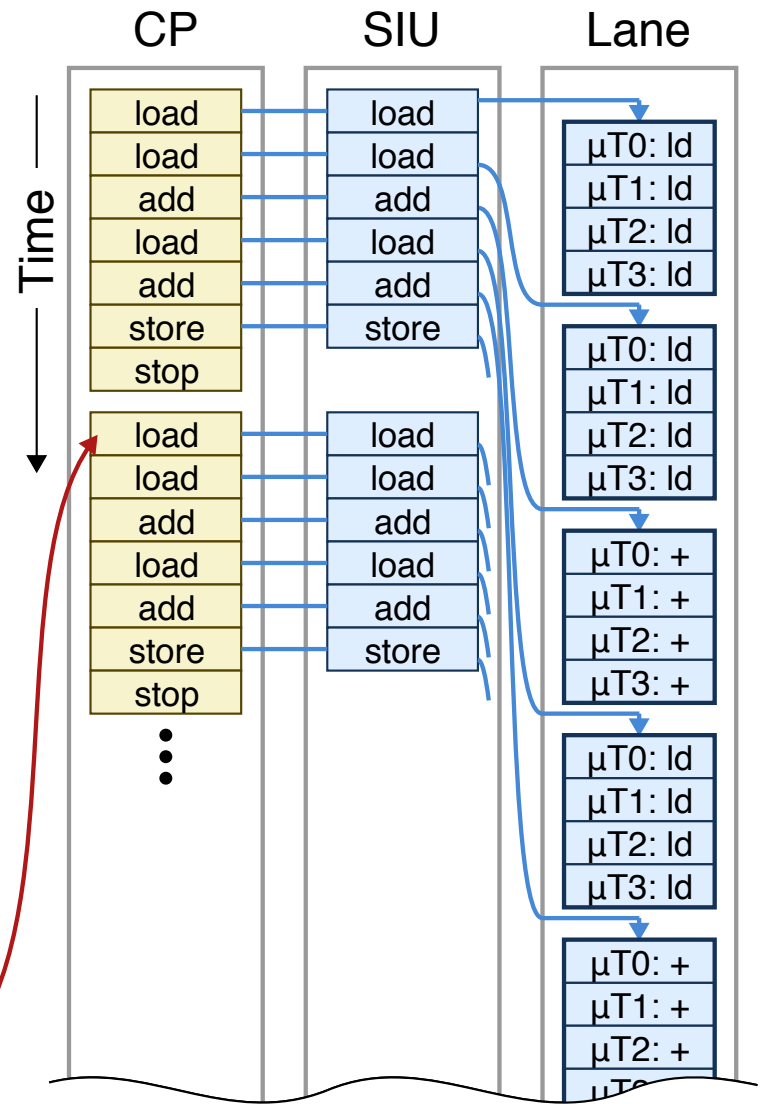 CP
SIU
Lane
Time
load
load
add
load
add
store
stop
load
load
add
load
add
store
stop
load
load
add
load
add
store
load
load
add
load
add
store
μT0: ld
μT1: ld
μT2: ld
μT3: ld
μT0: ld
μT1: ld
μT2: ld
μT3: ld
μT0: +
μT1: +
μT2: +
μT3: +
μT0: ld
μT1: ld
μT2: ld
μT3: ld
μT0: +
μT1: +
μT2: +